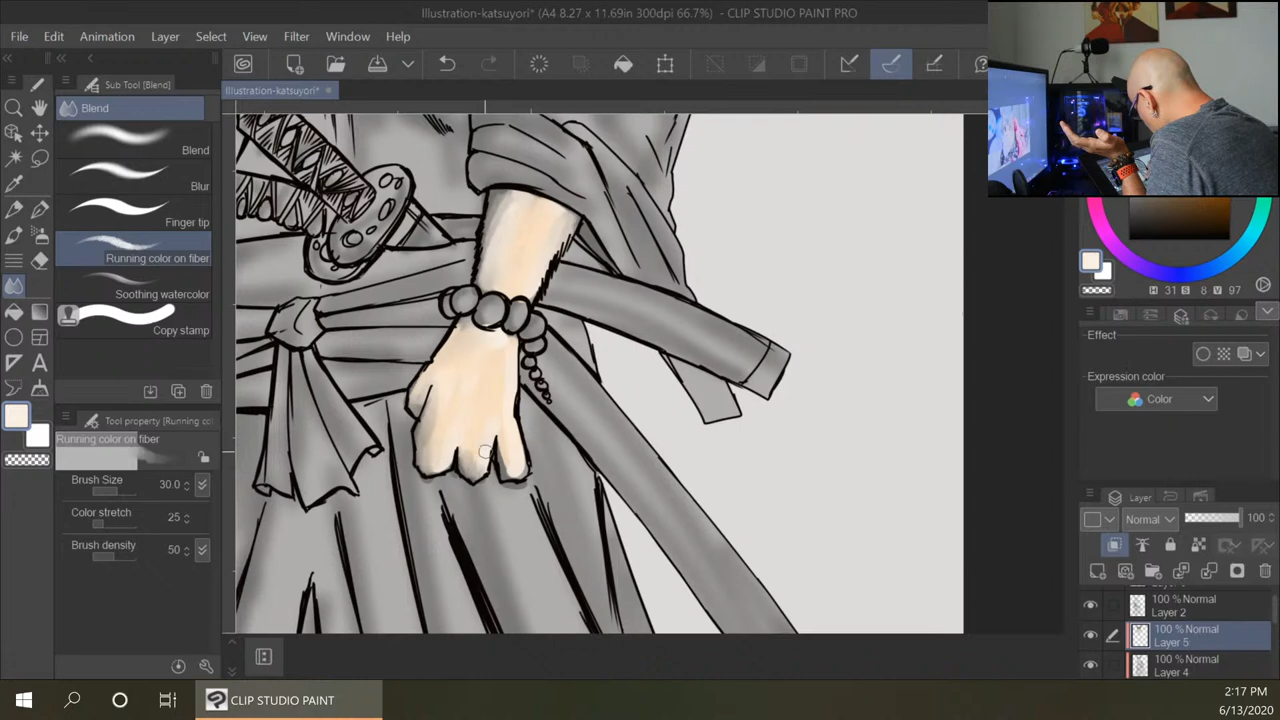 Illustration-katsuyori* (A4 8.27 x 11.69in 300dpi 66.7%) - CLIP STUDIO PAINT PRO
File Edit Animation Layer Select View Filter Window Help
Sub Tool [Blend]
Illustration-katsuyori*
Blend
Blend
Blur
Finger tip
Running color on fiber
Soothing watercolor
Copy stamp
Tool property [Running co
Running color on fiber
Brush Size 30.0
Color stretch 25
Brush density 50
H 31 S 8 V 97
Effect
Expression color
Color
Layer
Normal 100
100 % Normal
Layer 2
100 % Normal
Layer 5
100 % Normal
Layer 4
CLIP STUDIO PAINT
2:17 PM
6/13/2020